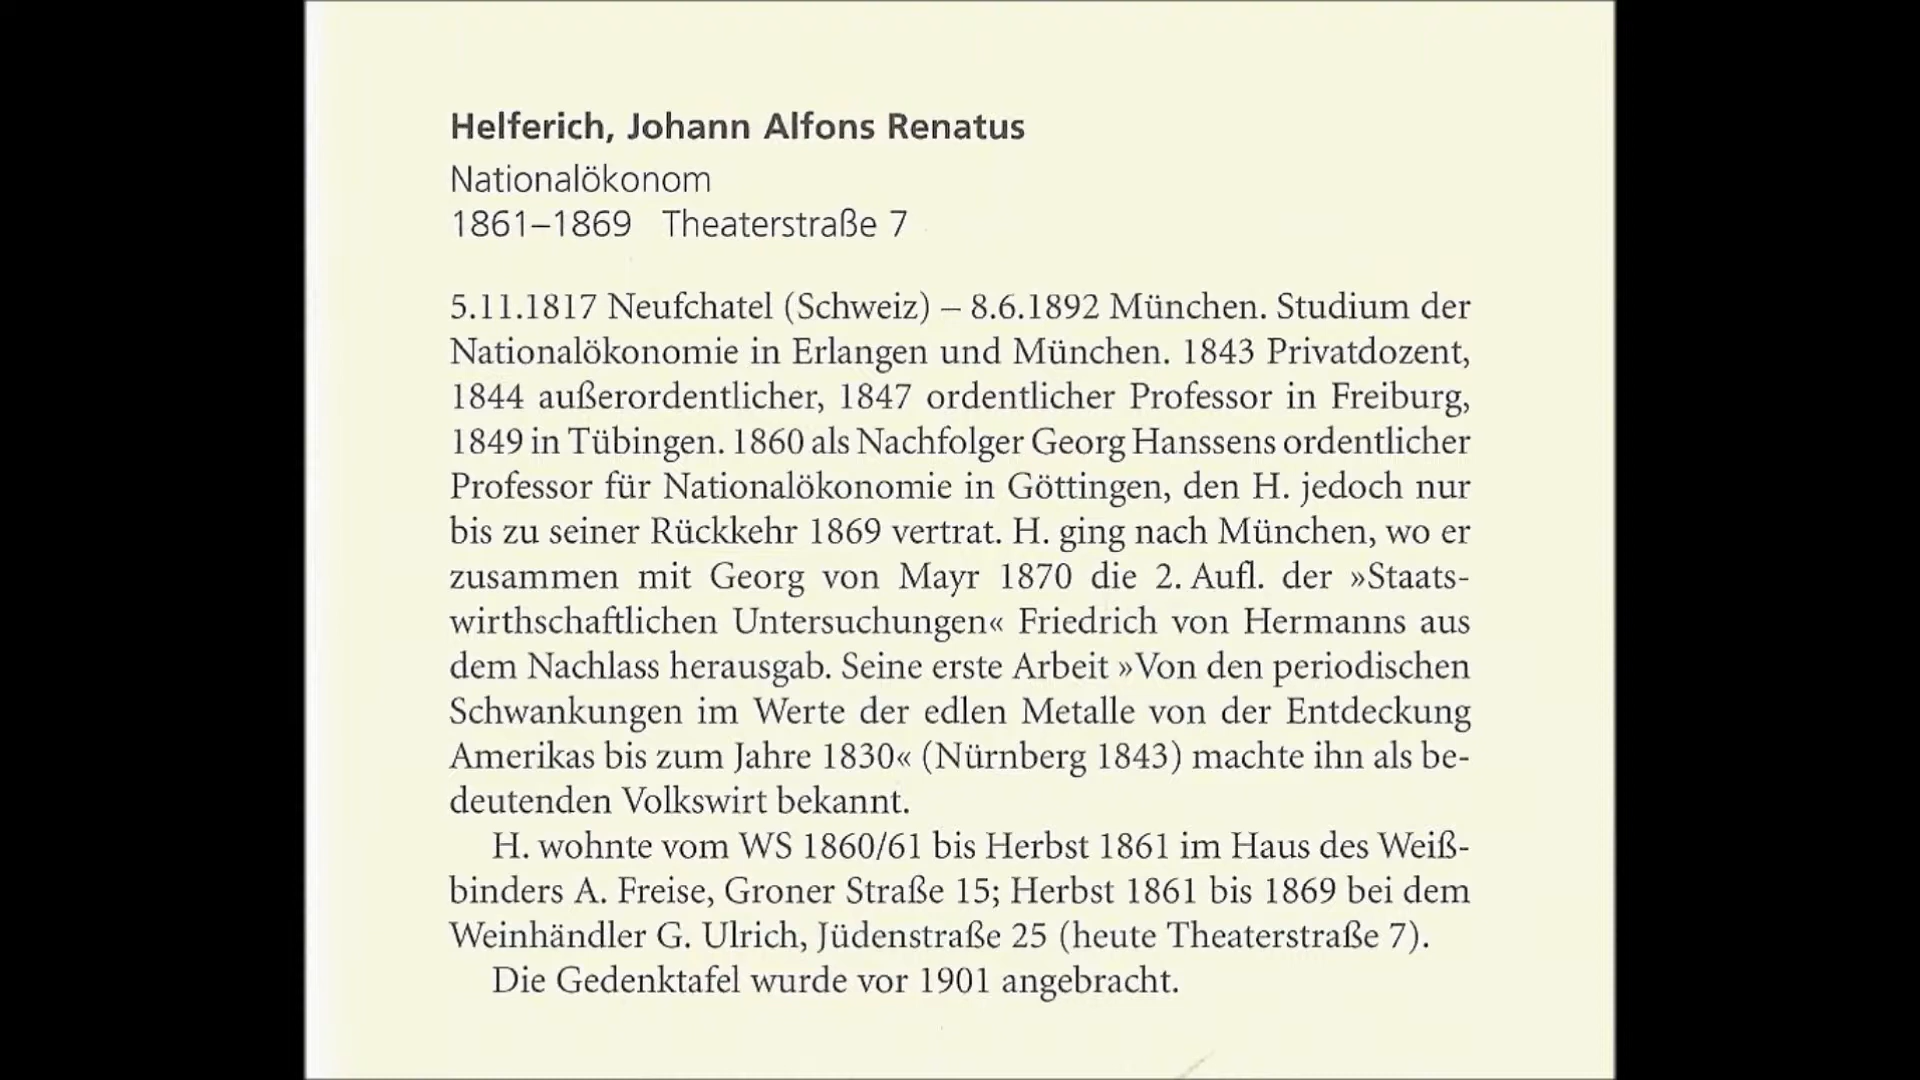 Helferich, Johann Alfons Renatus
Nationalökonom
1861–1869 Theaterstraße 7
5.11.1817 Neufchatel (Schweiz) – 8.6.1892 München. Studium der
Nationalökonomie in Erlangen und München. 1843 Privatdozent,
1844 außerordentlicher, 1847 ordentlicher Professor in Freiburg,
1849 in Tübingen. 1860 als Nachfolger Georg Hanssens ordentlicher
Professor für Nationalökonomie in Göttingen, den H. jedoch nur
bis zu seiner Rückkehr 1869 vertrat. H. ging nach München, wo er
zusammen mit Georg von Mayr 1870 die 2. Aufl. der »Staats-
wirthschaftlichen Untersuchungen« Friedrich von Hermanns aus
dem Nachlass herausgab. Seine erste Arbeit »Von den periodischen
Schwankungen im Werte der edlen Metalle von der Entdeckung
Amerikas bis zum Jahre 1830« (Nürnberg 1843) machte ihn als be-
deutenden Volkswirt bekannt.
H. wohnte vom WS 1860/61 bis Herbst 1861 im Haus des Weiß-
binders A. Freise, Groner Straße 15; Herbst 1861 bis 1869 bei dem
Weinhändler G. Ulrich, Jüdenstraße 25 (heute Theaterstraße 7).
Die Gedenktafel wurde vor 1901 angebracht.